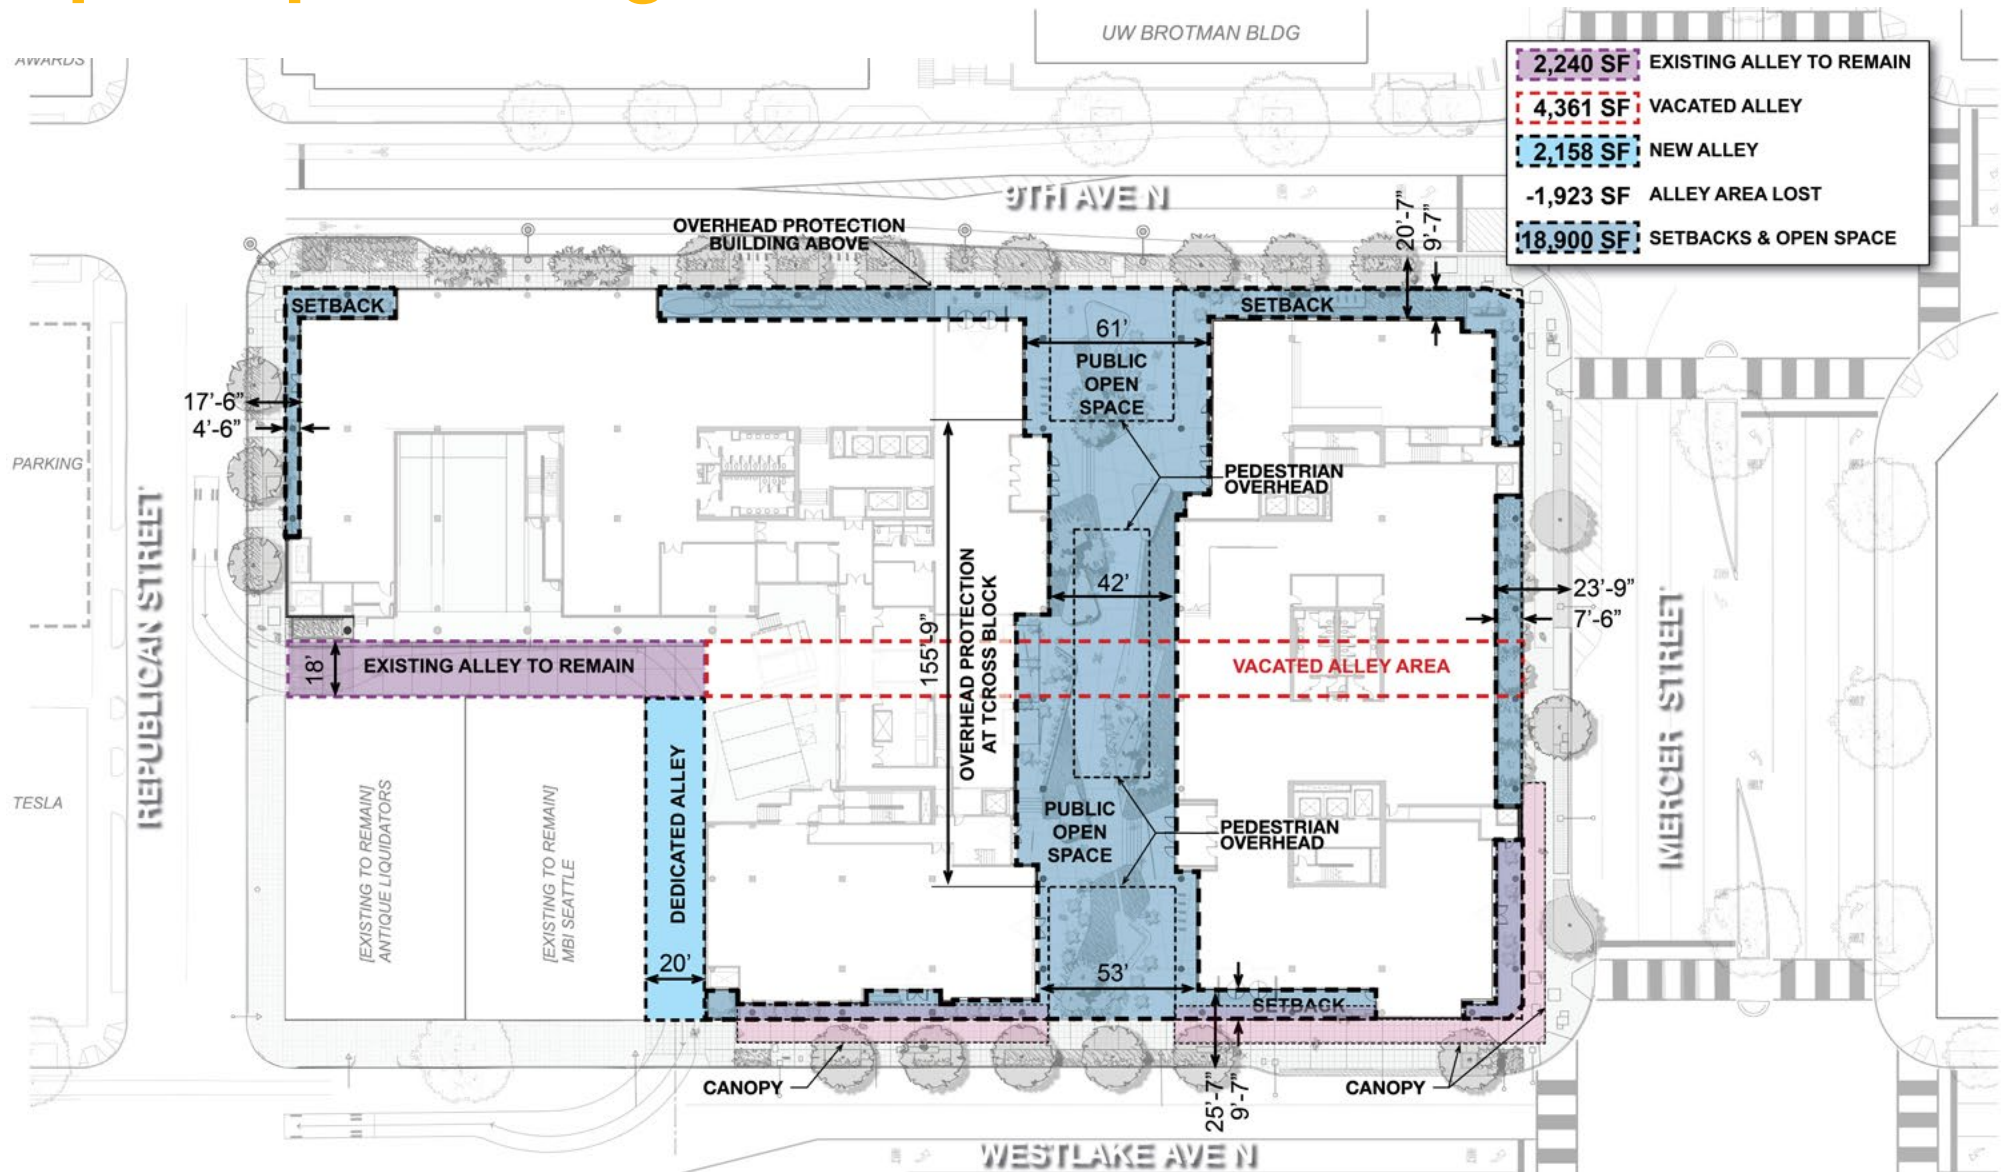 UW BROTMAN BLDG
AWARDS
2,240 SF EXISTING ALLEY TO REMAIN
4,361 SF VACATED ALLEY
2,158 SF NEW ALLEY
-1,923 SF ALLEY AREA LOST
18,900 SF SETBACKS & OPEN SPACE
9TH AVE N
OVERHEAD PROTECTION
BUILDING ABOVE
20'-7"
9'-7"
SETBACK
SETBACK
61'
PUBLIC
OPEN
SPACE
17'-6"
4'-6"
PARKING
PEDESTRIAN
OVERHEAD
REPUBLICAN STREET
155'-9"
OVERHEAD PROTECTION
AT TCROSS BLOCK
42'
23'-9"
7'-6"
MERCER STREET
18'
EXISTING ALLEY TO REMAIN
VACATED ALLEY AREA
TESLA
[EXISTING TO REMAIN]
ANTIQUE LIQUIDATORS
[EXISTING TO REMAIN]
MBI SEATTLE
DEDICATED ALLEY
20'
PUBLIC
OPEN
SPACE
PEDESTRIAN
OVERHEAD
53'
SETBACK
CANOPY
25'-7"
9'-7"
CANOPY
WESTLAKE AVE N